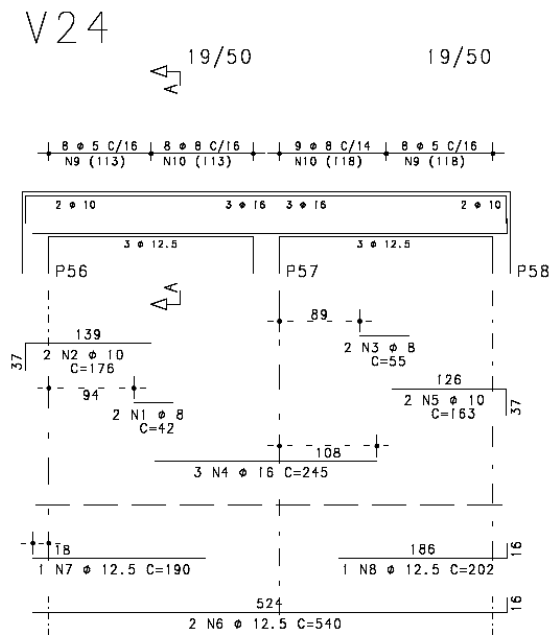 V24
19/50 19/50
A
8 ø 5 C/16 8 ø 8 C/16 9 ø 8 C/14 8 ø 5 C/16
N9 (113) N10 (113) N10 (118) N9 (118)
2 ø 10 3 ø 16 3 ø 16 2 ø 10
3 ø 12.5 3 ø 12.5
P56 P57 P58
A
89
139
2 N3 ø 8
C=55
37
2 N2 ø 10
C=176
126
94
2 N5 ø 10
C=163
37
2 N1 ø 8
C=42
108
3 N4 ø 16 C=245
18 186 16
1 N7 ø 12.5 C=190 1 N8 ø 12.5 C=202
524 16
2 N6 ø 12.5 C=540